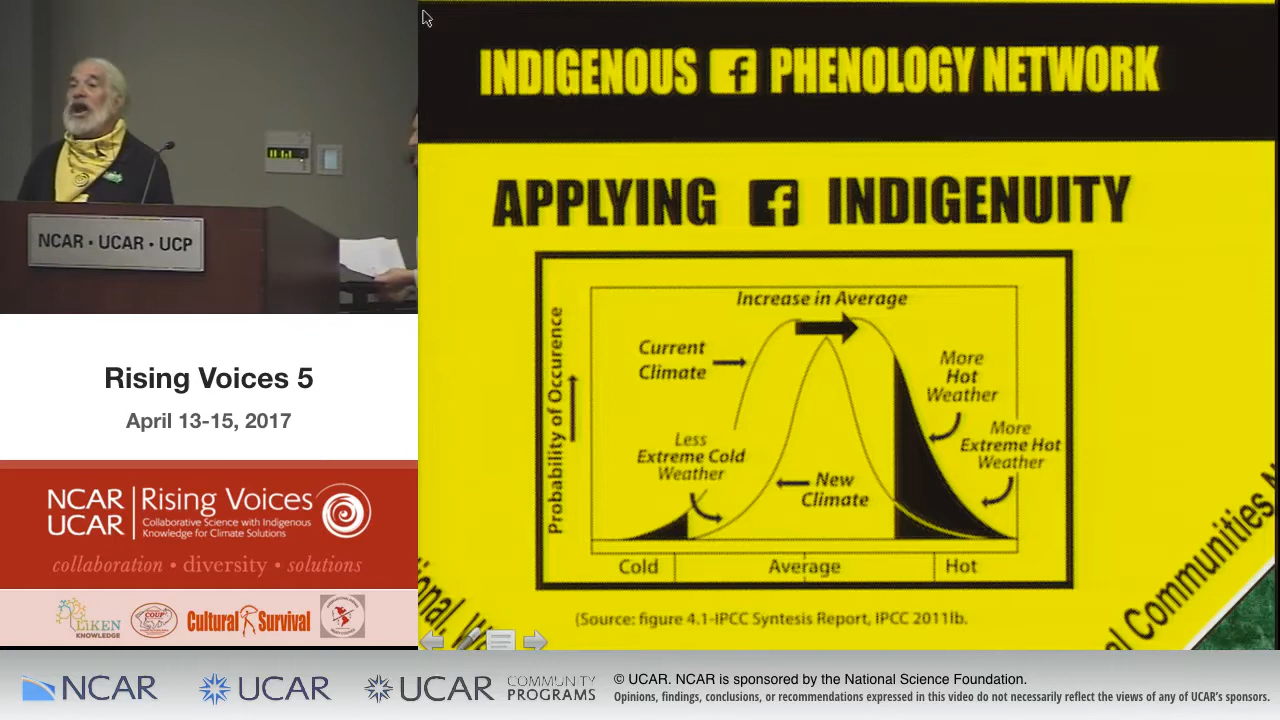 INDIGENOUS f PHENOLOGY NETWORK
APPLYING f INDIGENUITY
Increase in Average
Probability of Occurence
Current
Climate
More
Hot
Weather
More
Extreme Hot
Weather
Less
Extreme Cold
Weather
New
Climate
Cold
Average
Hot
(Source: figure 4.1-IPCC Syntesis Report, IPCC 2011lb.
al Communities
NCAR • UCAR • UCP
Rising Voices 5
April 13-15, 2017
NCAR
UCAR
Rising Voices
Collaborative Science with Indigenous
Knowledge for Climate Solutions
collaboration • diversity • solutions
LiKEN
KNOWLEDGE
COUP
Cultural Survival
NCAR
UCAR
UCAR
COMMUNITY
PROGRAMS
© UCAR. NCAR is sponsored by the National Science Foundation.
Opinions, findings, conclusions, or recommendations expressed in this video do not necessarily reflect the views of any of UCAR's sponsors.